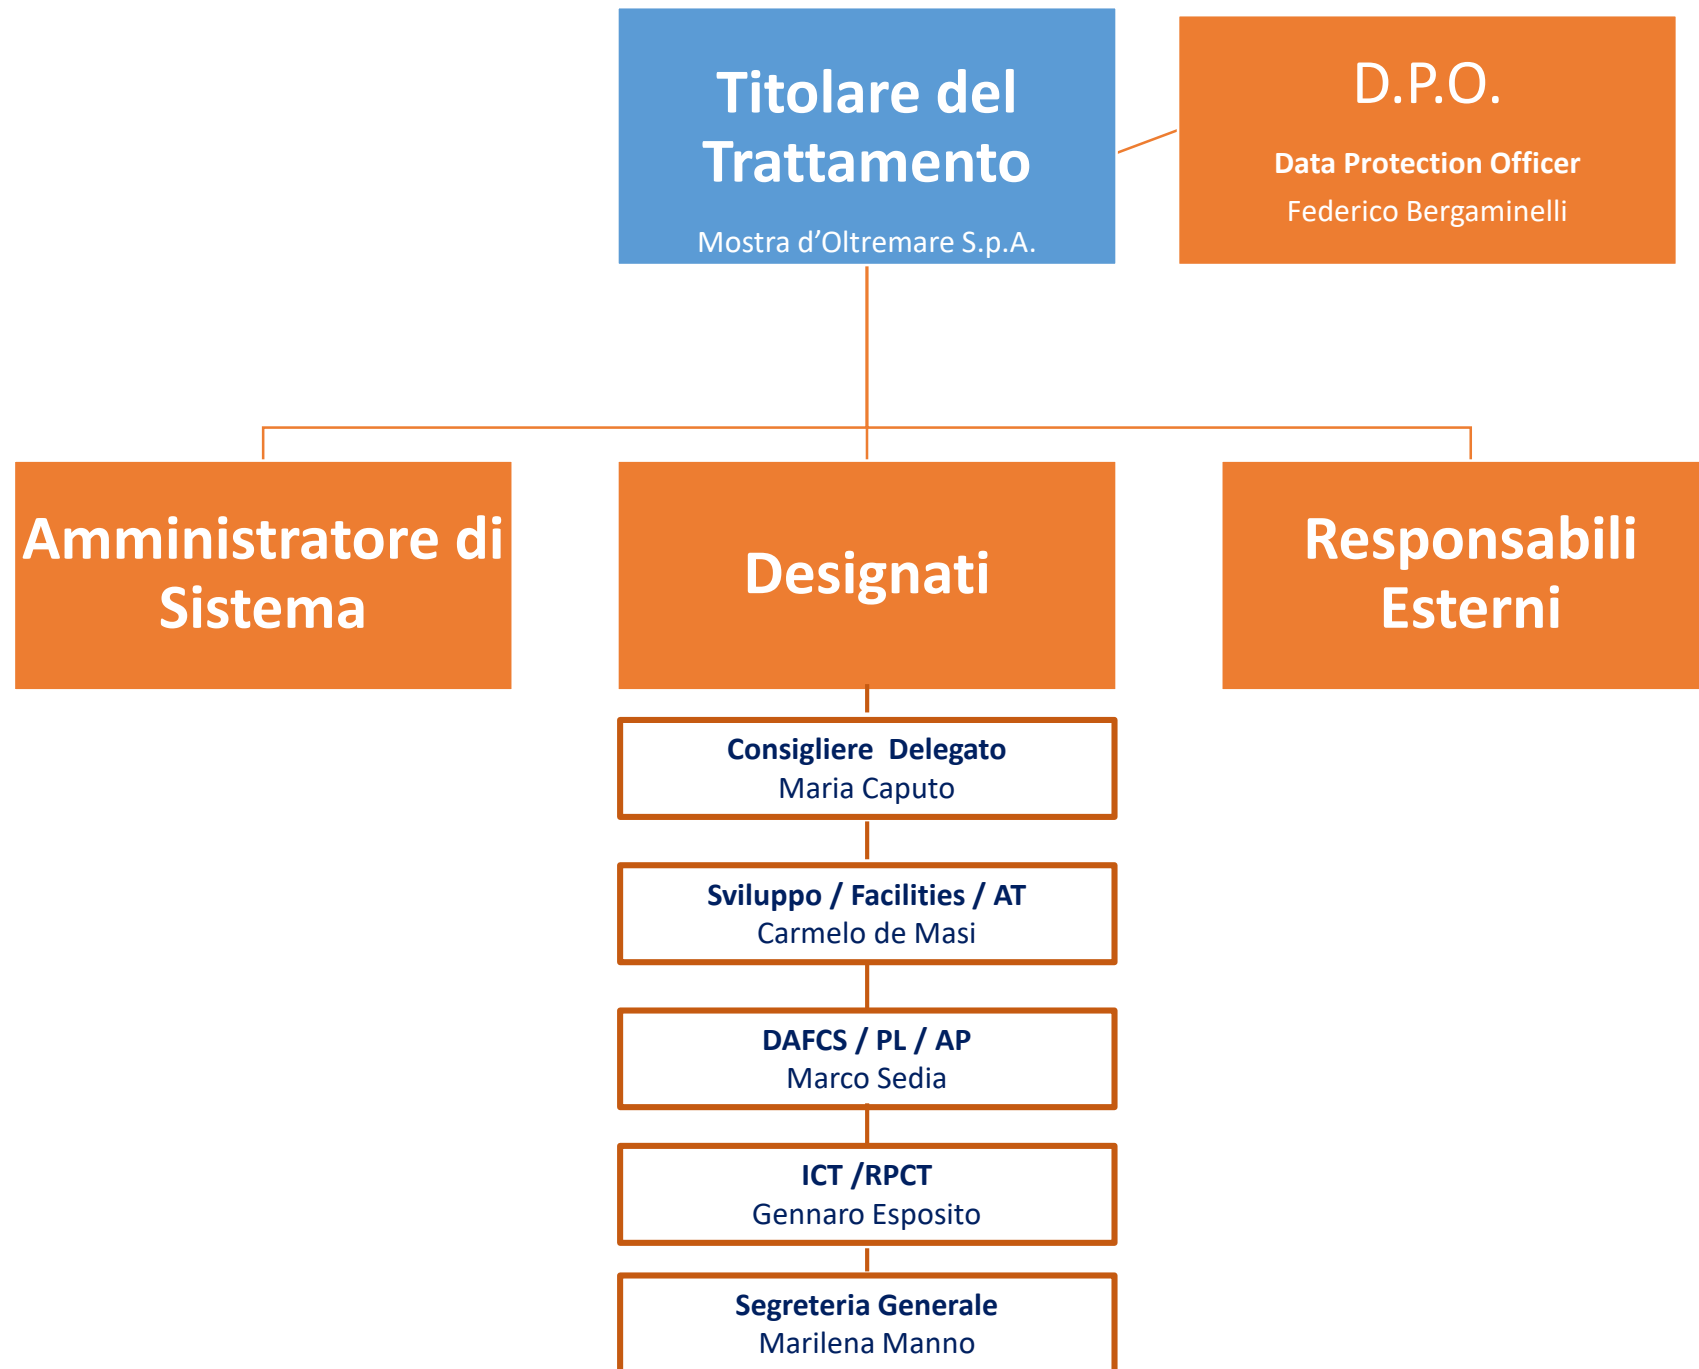 Titolare del
Trattamento
Mostra d’Oltremare S.p.A.
D.P.O.
Data Protection Officer
Federico Bergaminelli
Amministratore di
Sistema
Designati
Responsabili
Esterni
Consigliere  Delegato
Maria Caputo
Sviluppo / Facilities / AT
Carmelo de Masi
DAFCS / PL / AP
Marco Sedia
ICT /RPCT
Gennaro Esposito
Segreteria Generale
Marilena Manno